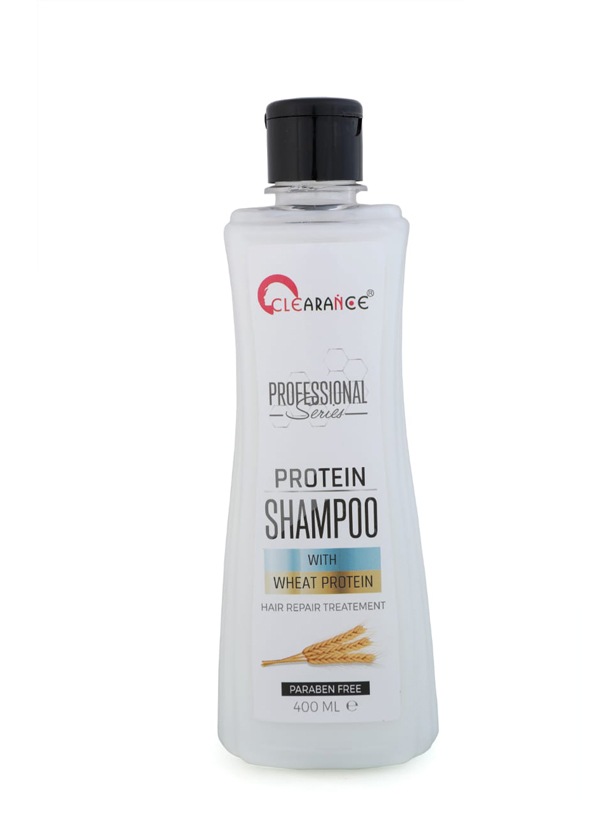 CLEARANCE®
PROFESSIONAL
Series
PROTEIN
SHAMPOO
WITH
WHEAT PROTEIN
HAIR REPAIR TREATEMENT
PARABEN FREE
400 ML ℮